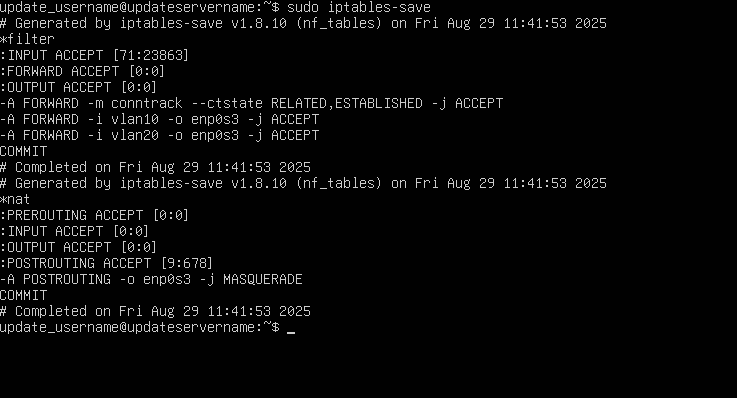 update_username@updateservername:~$ sudo iptables-save
# Generated by iptables-save v1.8.10 (nf_tables) on Fri Aug 29 11:41:53 2025
*filter
:INPUT ACCEPT [71:23863]
:FORWARD ACCEPT [0:0]
:OUTPUT ACCEPT [0:0]
-A FORWARD -m conntrack --ctstate RELATED,ESTABLISHED -j ACCEPT
-A FORWARD -i vlan10 -o enp0s3 -j ACCEPT
-A FORWARD -i vlan20 -o enp0s3 -j ACCEPT
COMMIT
# Completed on Fri Aug 29 11:41:53 2025
# Generated by iptables-save v1.8.10 (nf_tables) on Fri Aug 29 11:41:53 2025
*nat
:PREROUTING ACCEPT [0:0]
:INPUT ACCEPT [0:0]
:OUTPUT ACCEPT [0:0]
:POSTROUTING ACCEPT [9:678]
-A POSTROUTING -o enp0s3 -j MASQUERADE
COMMIT
# Completed on Fri Aug 29 11:41:53 2025
update_username@updateservername:~$ _